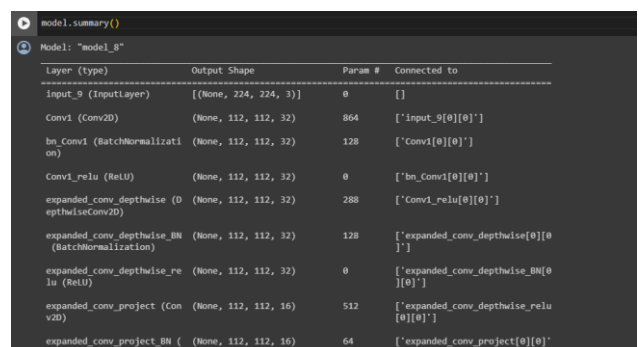 model.summary()
Model: "model_8"
Layer (type) Output Shape Param # Connected to
input_9 (InputLayer) [(None, 224, 224, 3)] 0 []
Conv1 (Conv2D) (None, 112, 112, 32) 864 ['input_9[0][0]']
bn_Conv1 (BatchNormalizati (None, 112, 112, 32) 128 ['Conv1[0][0]']
on)
Conv1_relu (ReLU) (None, 112, 112, 32) 0 ['bn_Conv1[0][0]']
expanded_conv_depthwise (D (None, 112, 112, 32) 288 ['Conv1_relu[0][0]']
epthwiseConv2D)
expanded_conv_depthwise_BN (None, 112, 112, 32) 128 ['expanded_conv_depthwise[0][0
(BatchNormalization) ]']
expanded_conv_depthwise_re (None, 112, 112, 32) 0 ['expanded_conv_depthwise_BN[0
lu (ReLU) ][0]']
expanded_conv_project (Con (None, 112, 112, 16) 512 ['expanded_conv_depthwise_relu
v2D) [0][0]']
expanded_conv_project_BN ( (None, 112, 112, 16) 64 ['expanded_conv_project[0][0]'